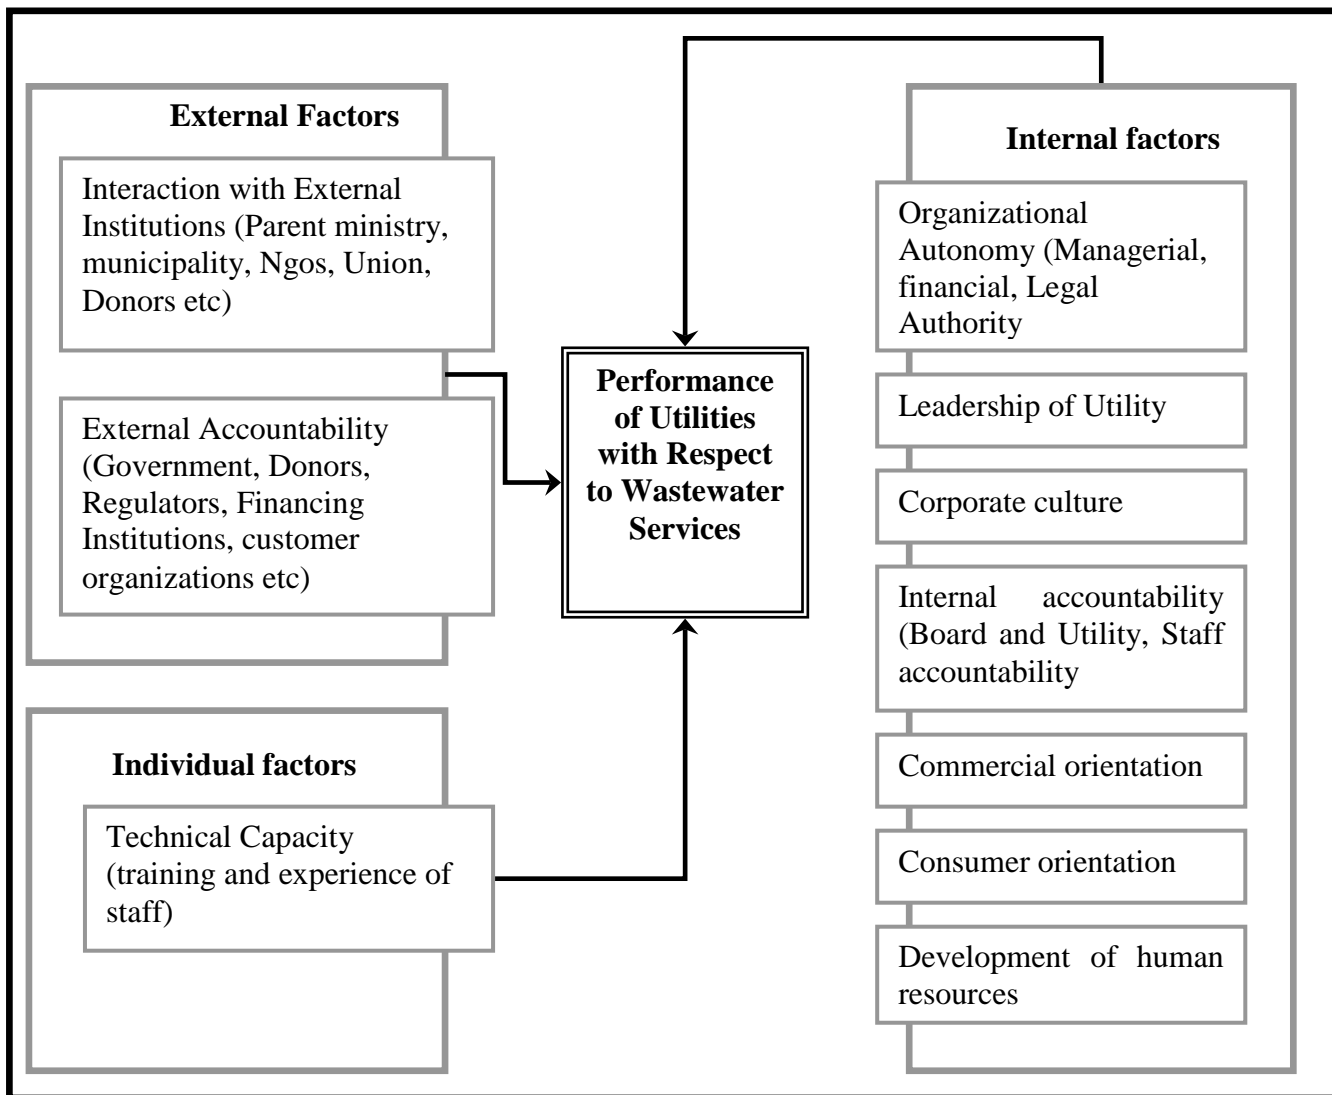 External Factors
Interaction with External
Institutions (Parent ministry,
municipality, Ngos, Union,
Donors etc)
External Accountability
(Government, Donors,
Regulators, Financing
Institutions, customer
organizations etc)
Individual factors
Technical Capacity
(training and experience of
staff)
Performance
of Utilities
with Respect
to Wastewater
Services
Internal factors
Organizational
Autonomy (Managerial,
financial, Legal
Authority
Leadership of Utility
Corporate culture
Internal accountability
(Board and Utility, Staff
accountability
Commercial orientation
Consumer orientation
Development of human
resources